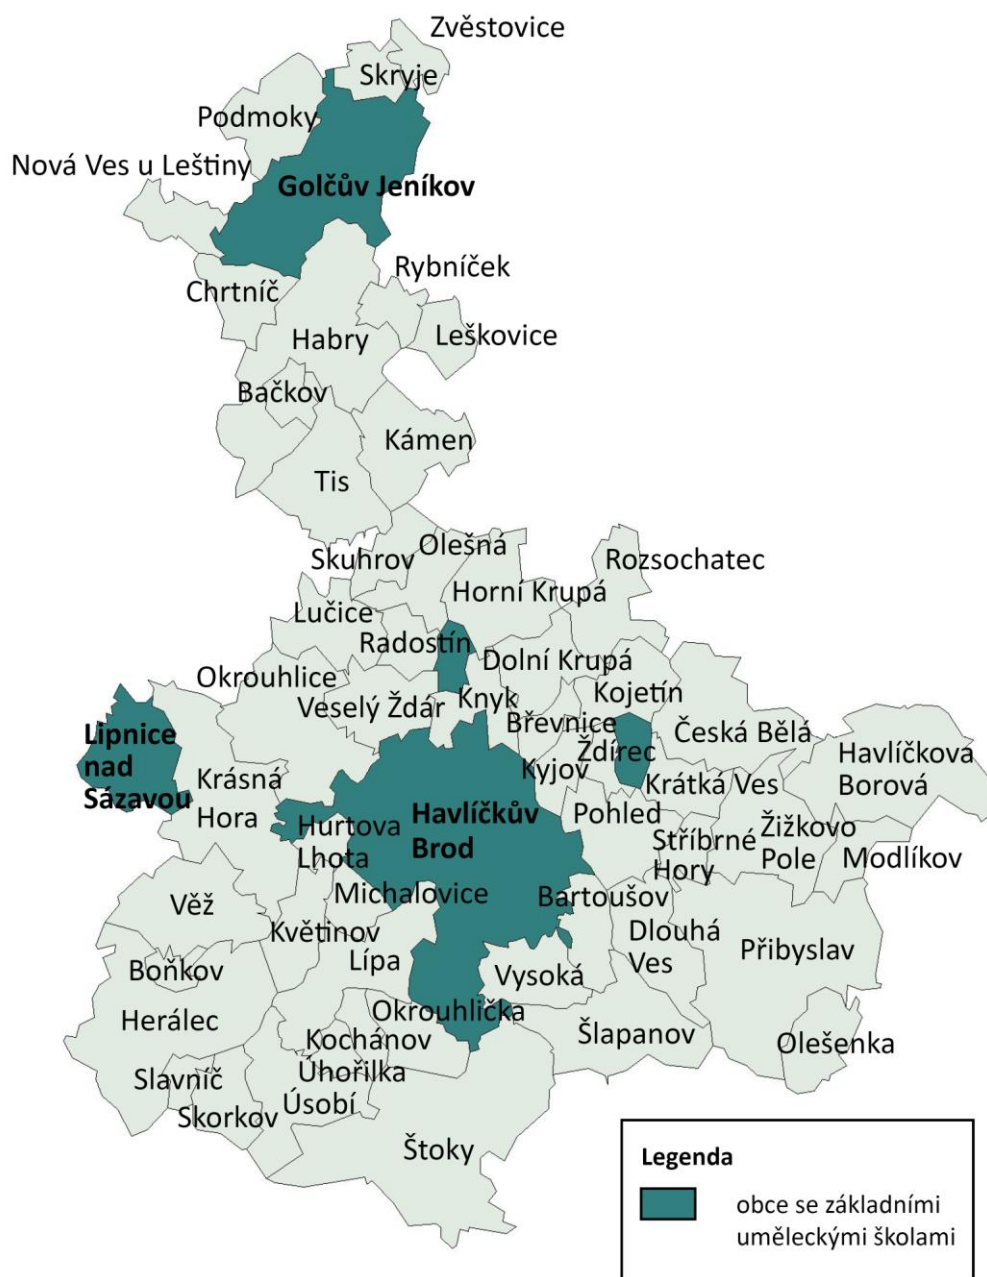 Zvěstovice
Skryje
Podmoky
Nová Ves u Leštiny
Golčův Jeníkov
Rybníček
Chrtníč
Habry
Leškovice
Bačkov
Kámen
Tis
Skuhrov
Olešná
Rozsochatec
Horní Krupá
Lučice
Radostín
Dolní Krupá
Okrouhlice
Kojetín
Veselý Ždár
Knyk
Břevnice
Česká Bělá
Lipnice
nad
Sázavou
Ždírec
Havlíčkova
Borová
Krásná
Hora
Kyjov
Krátká Ves
Hurtova
Lhota
Havlíčkův
Brod
Pohled
Stříbrné
Hory
Žižkovo
Pole
Modlíkov
Michalovice
Bartoušov
Věž
Květinov
Dlouhá
Ves
Přibyslav
Lípa
Vysoká
Boňkov
Herálec
Okrouhlička
Kochánov
Šlapanov
Olešenka
Slavníč
Úhořilka
Skorkov
Úsobí
Štoky
Legenda
obce se základními
uměleckými školami